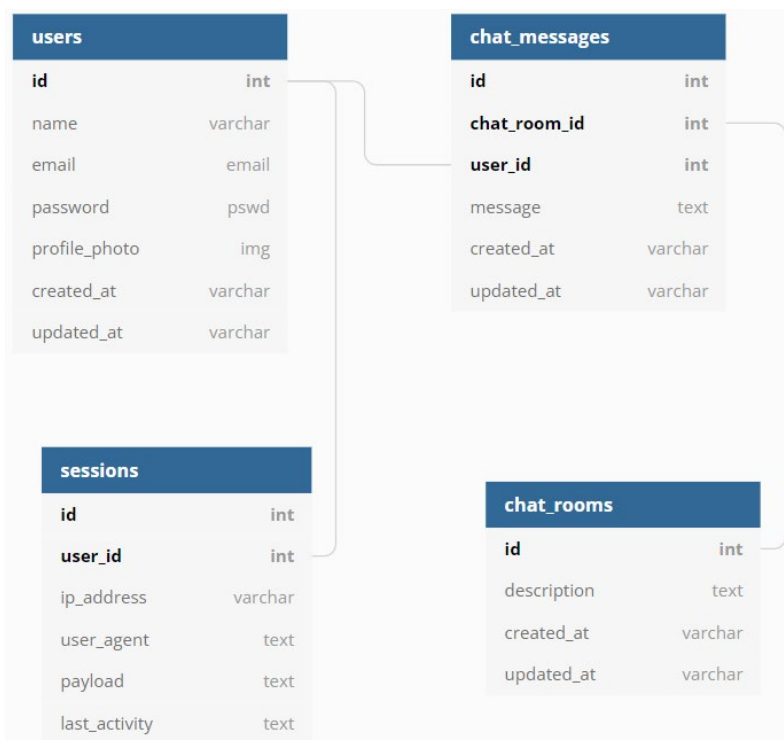 users
id int
name varchar
email email
password pswd
profile_photo img
created_at varchar
updated_at varchar
chat_messages
id int
chat_room_id int
user_id int
message text
created_at varchar
updated_at varchar
sessions
id int
user_id int
ip_address varchar
user_agent text
payload text
last_activity text
chat_rooms
id int
description text
created_at varchar
updated_at varchar